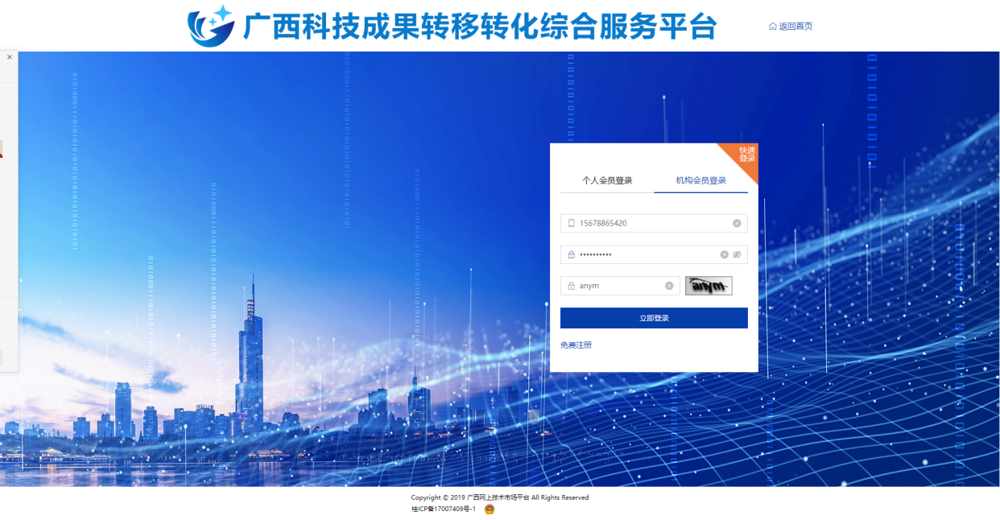 广西科技成果转移转化综合服务平台
返回首页
快速
登录
个人会员登录
机构会员登录
15678865420
••••••••••
anym
anym
立即登录
免费注册
Copyright © 2019 广西网上技术市场平台 All Rights Reserved
桂ICP备17007409号-1